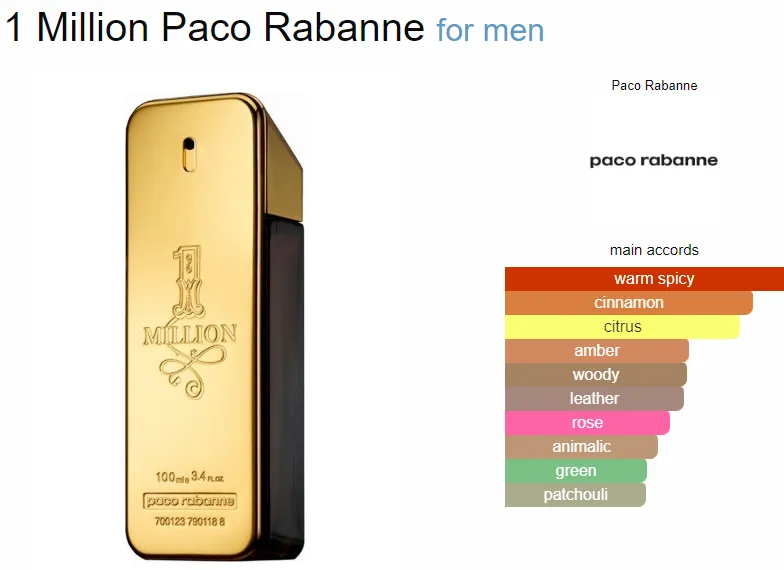 1 Million Paco Rabanne for men
Paco Rabanne
paco rabanne
main accords
warm spicy
cinnamon
citrus
amber
woody
leather
rose
animalic
green
patchouli
1
MILLION
100mle 3.4 FL.OZ.
paco rabanne
700123 790118 8